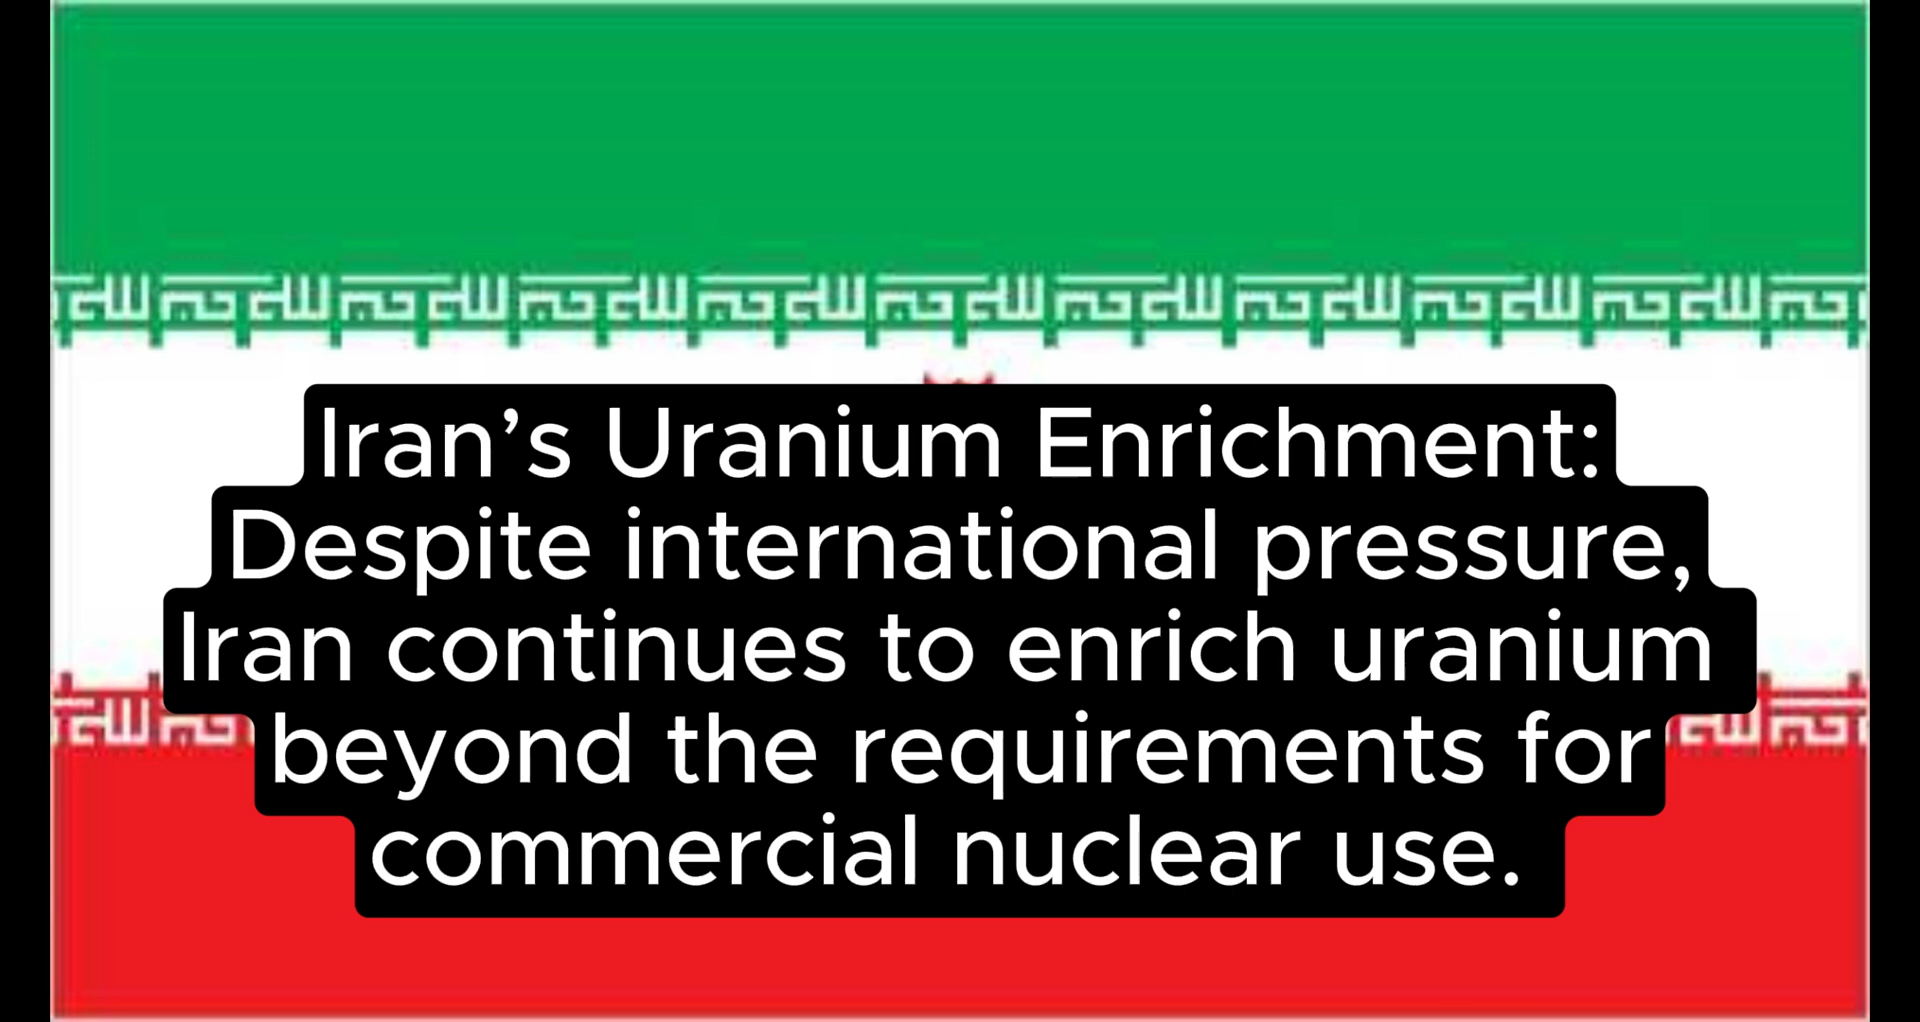 Iran’s Uranium Enrichment:
Despite international pressure,
Iran continues to enrich uranium
beyond the requirements for
commercial nuclear use.